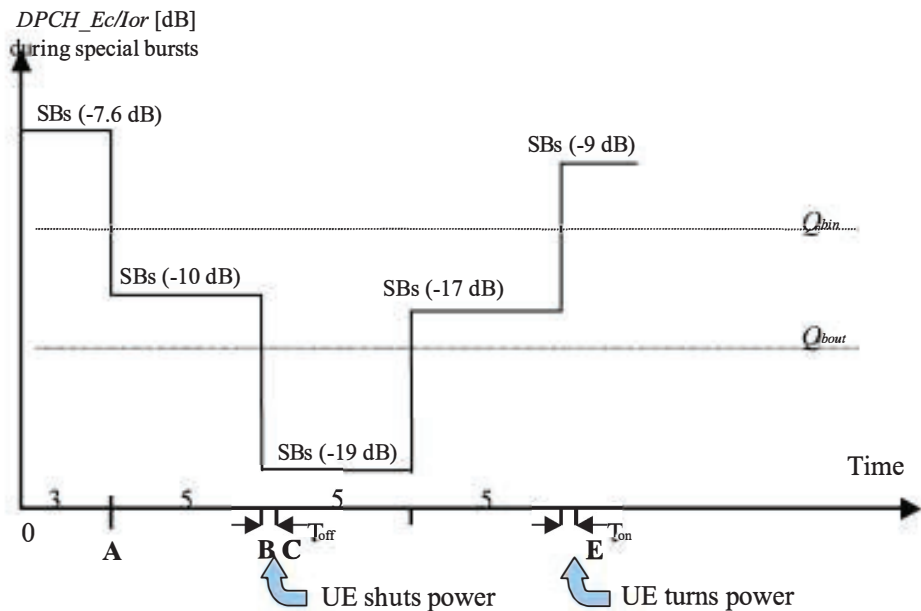 DPCH_Ec/Ior [dB]
during special bursts
SBs (-7.6 dB)
SBs (-9 dB)
Qbin
SBs (-10 dB)
SBs (-17 dB)
Qbout
SBs (-19 dB)
Time
3 5 5 5
0 A B C Toff E Ton
UE shuts power UE turns power